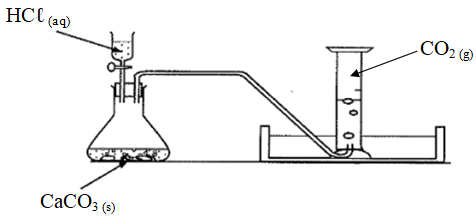 HCℓ (aq)
CO₂ (g)
CaCO₃ (s)